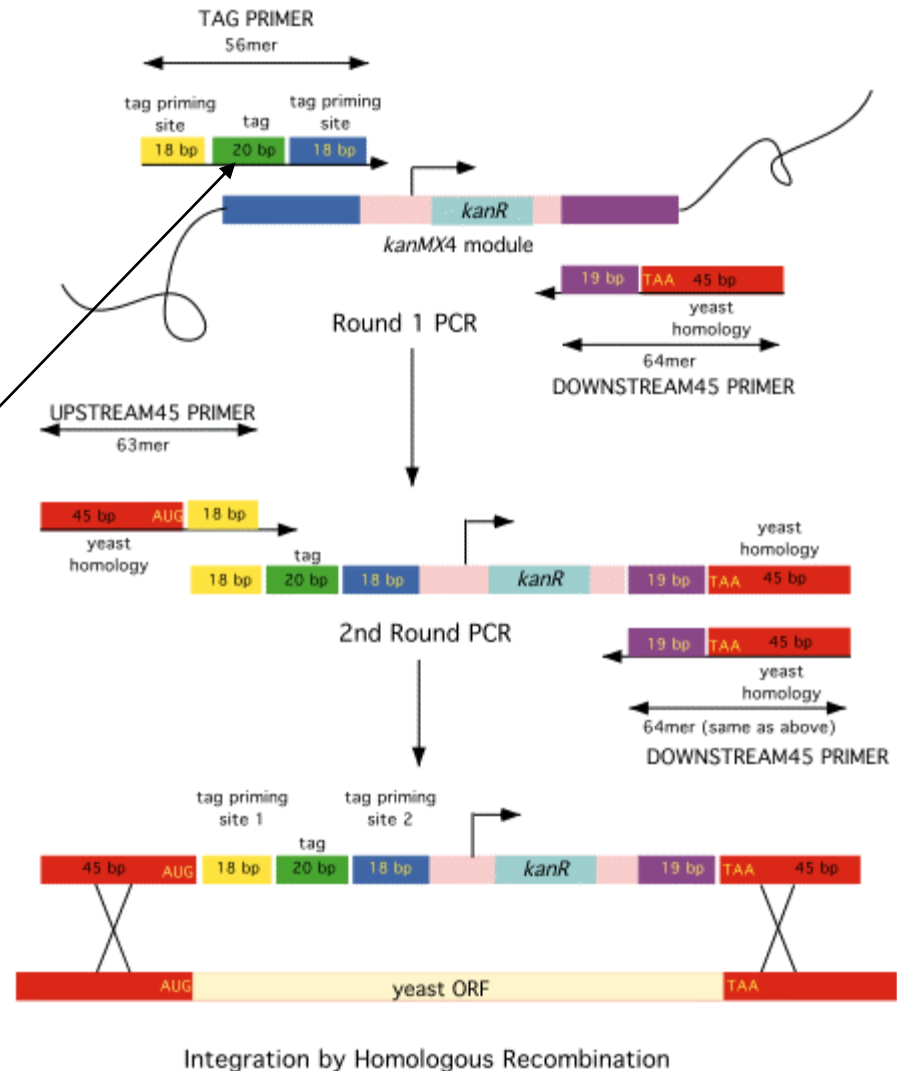 TAG PRIMER
56mer
tag priming
site
tag
tag priming
site
18 bp
20 bp
18 bp
kanR
kanMX4 module
19 bp
TAA
45 bp
yeast
homology
Round 1 PCR
64mer
DOWNSTREAM45 PRIMER
UPSTREAM45 PRIMER
63mer
45 bp
AUG
18 bp
yeast
homology
yeast
homology
tag
18 bp
20 bp
18 bp
kanR
19 bp
TAA
45 bp
2nd Round PCR
19 bp
TAA
45 bp
yeast
homology
64mer (same as above)
DOWNSTREAM45 PRIMER
tag priming
site 1
tag priming
site 2
tag
45 bp
AUG
18 bp
20 bp
18 bp
kanR
19 bp
TAA
45 bp
AUG
yeast ORF
TAA
Integration by Homologous Recombination